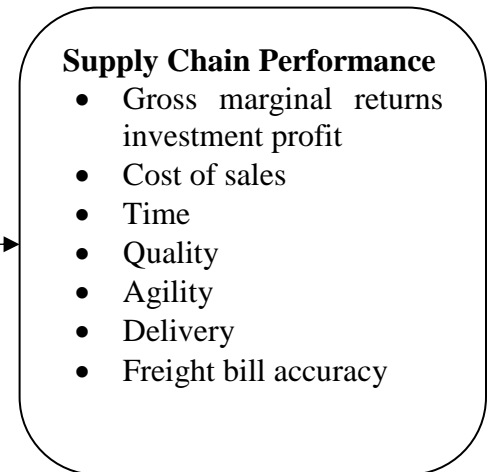 Supply Chain Performance
• Gross marginal returns
investment profit
• Cost of sales
• Time
• Quality
• Agility
• Delivery
• Freight bill accuracy